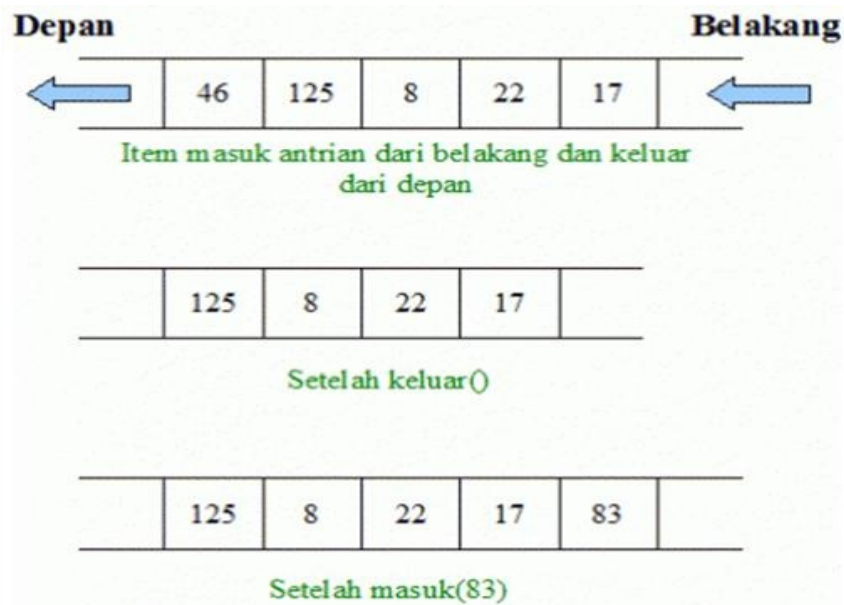 Depan Belakang
46 125 8 22 17
Item masuk antrian dari belakang dan keluar
dari depan
125 8 22 17
Setelah keluar()
125 8 22 17 83
Setelah masuk(83)